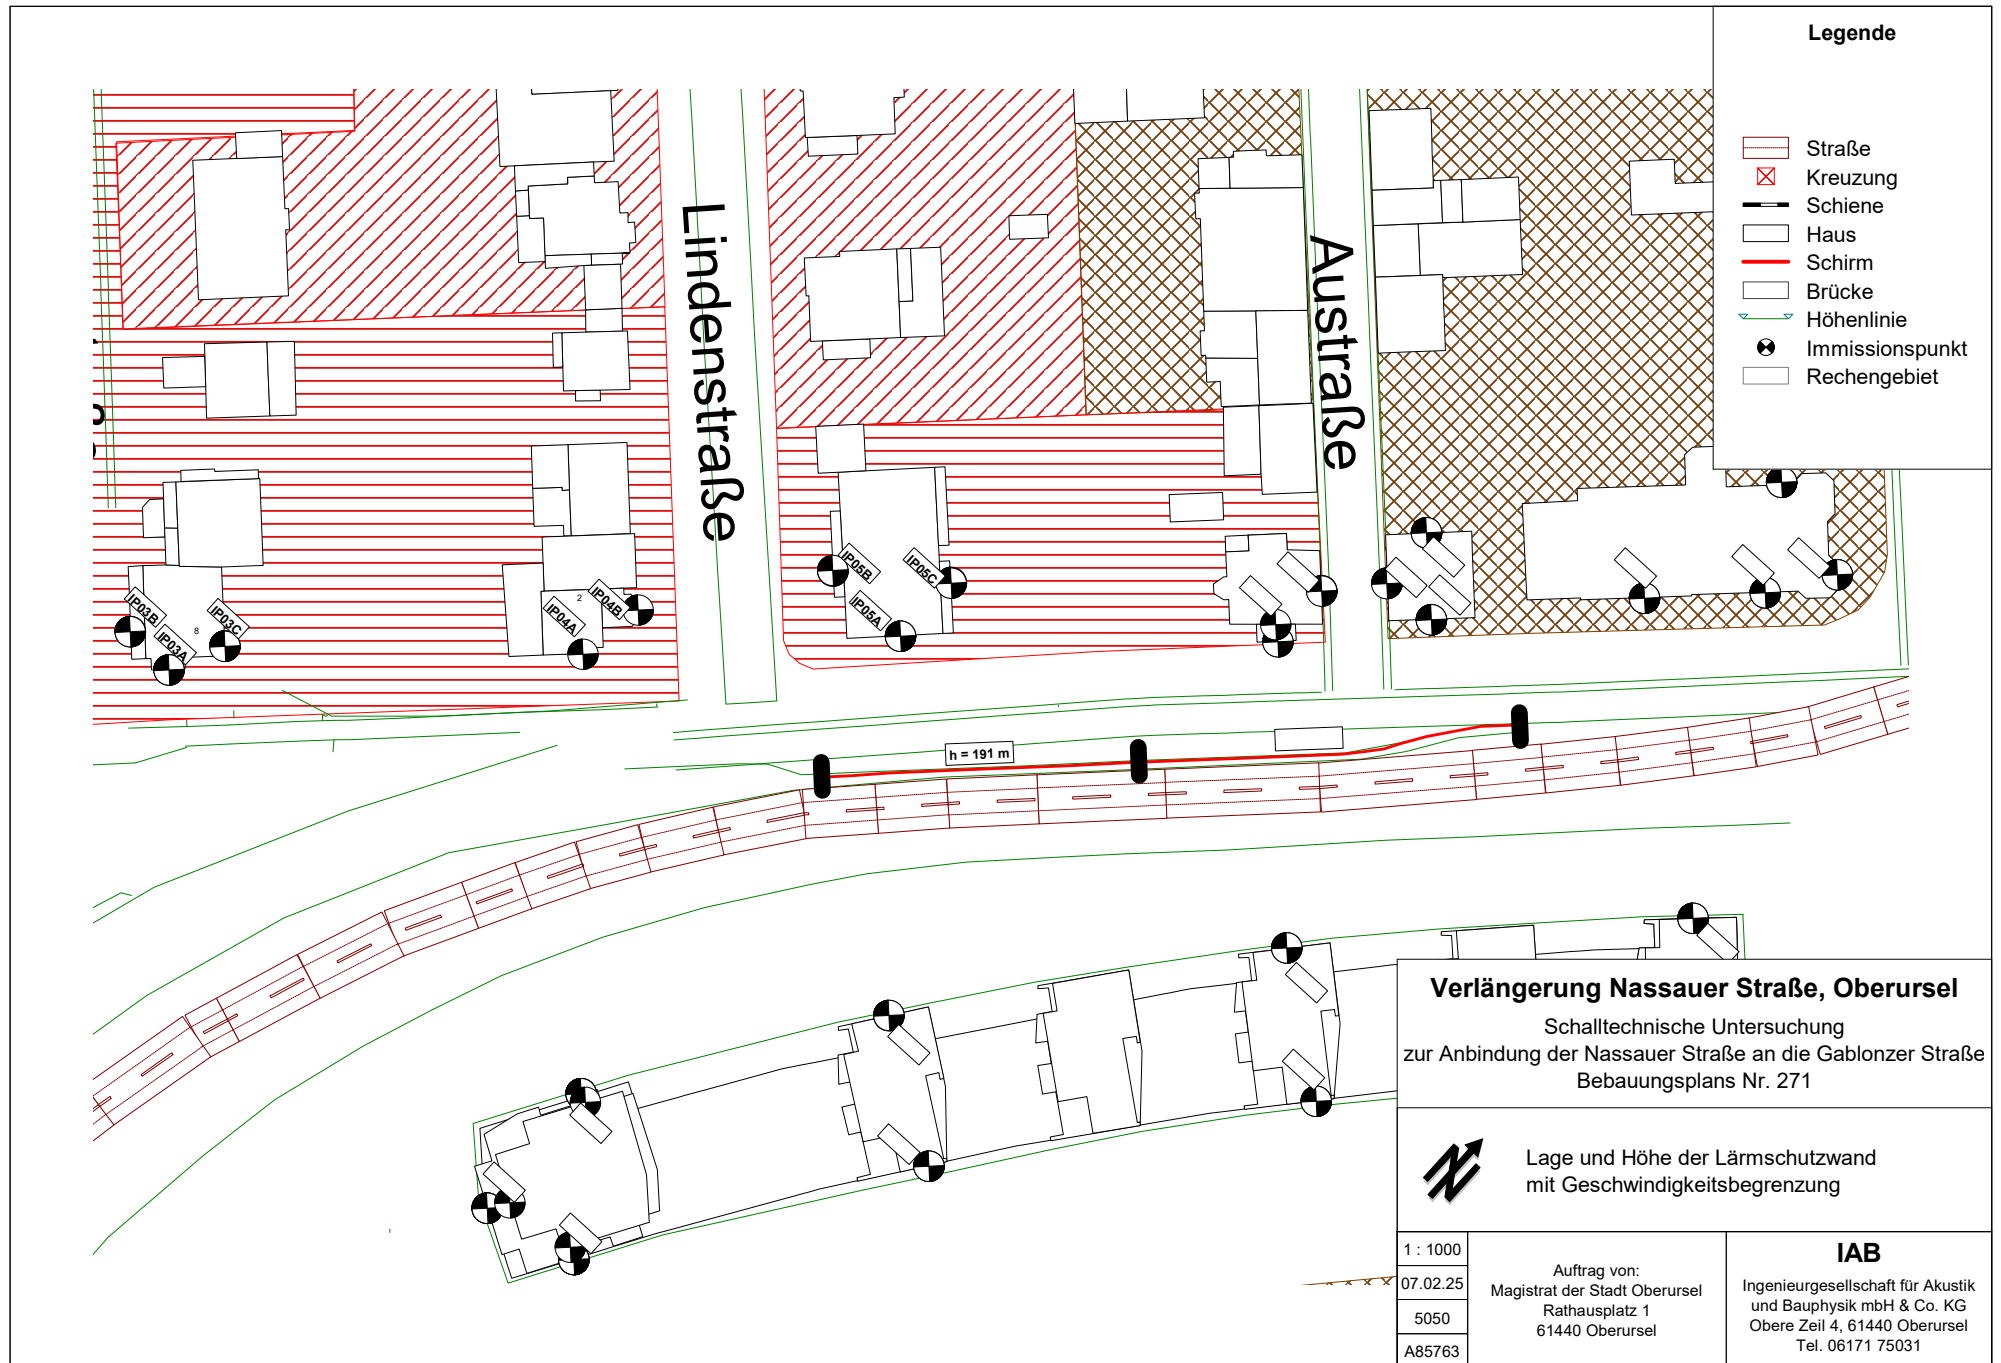 Legende
Straße
Kreuzung
Schiene
Haus
Schirm
Brücke
Höhenlinie
Immissionspunkt
Rechengebiet
Lindenstraße
Austraße
IP03B
IP03A
IP03C
8
IP04A
IP04B
2
IP05B
IP05C
IP05A
h = 191 m
Verlängerung Nassauer Straße, Oberursel
Schalltechnische Untersuchung
zur Anbindung der Nassauer Straße an die Gablonzer Straße
Bebauungsplans Nr. 271
N
Lage und Höhe der Lärmschutzwand
mit Geschwindigkeitsbegrenzung
1 : 1000
07.02.25
5050
A85763
Auftrag von:
Magistrat der Stadt Oberursel
Rathausplatz 1
61440 Oberursel
IAB
Ingenieurgesellschaft für Akustik
und Bauphysik mbH & Co. KG
Obere Zeil 4, 61440 Oberursel
Tel. 06171 75031